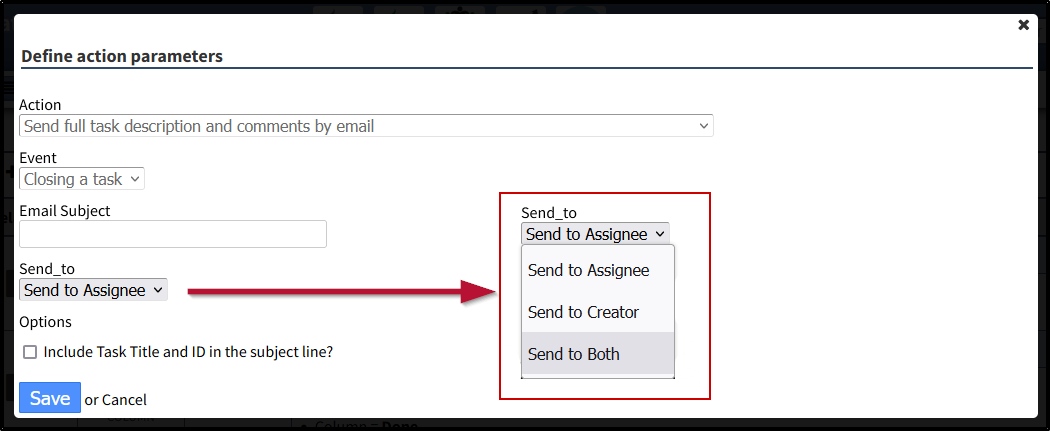 Define action parameters
Action
Send full task description and comments by email
Event
Closing a task
Email Subject
Send_to
Send to Assignee
Options
Include Task Title and ID in the subject line?
Save or Cancel
Send_to
Send to Assignee
Send to Assignee
Send to Creator
Send to Both